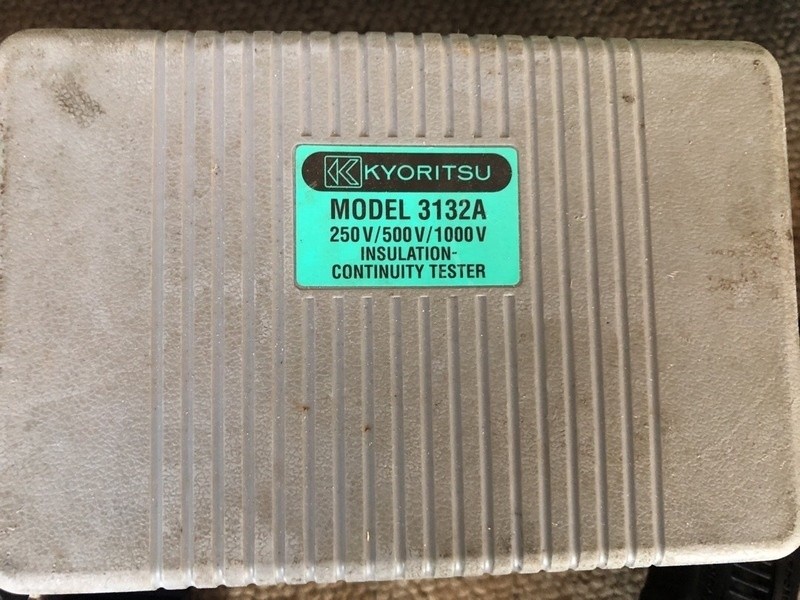 KYORITSU
MODEL 3132A
250V/500V/1000V
INSULATION-
CONTINUITY TESTER